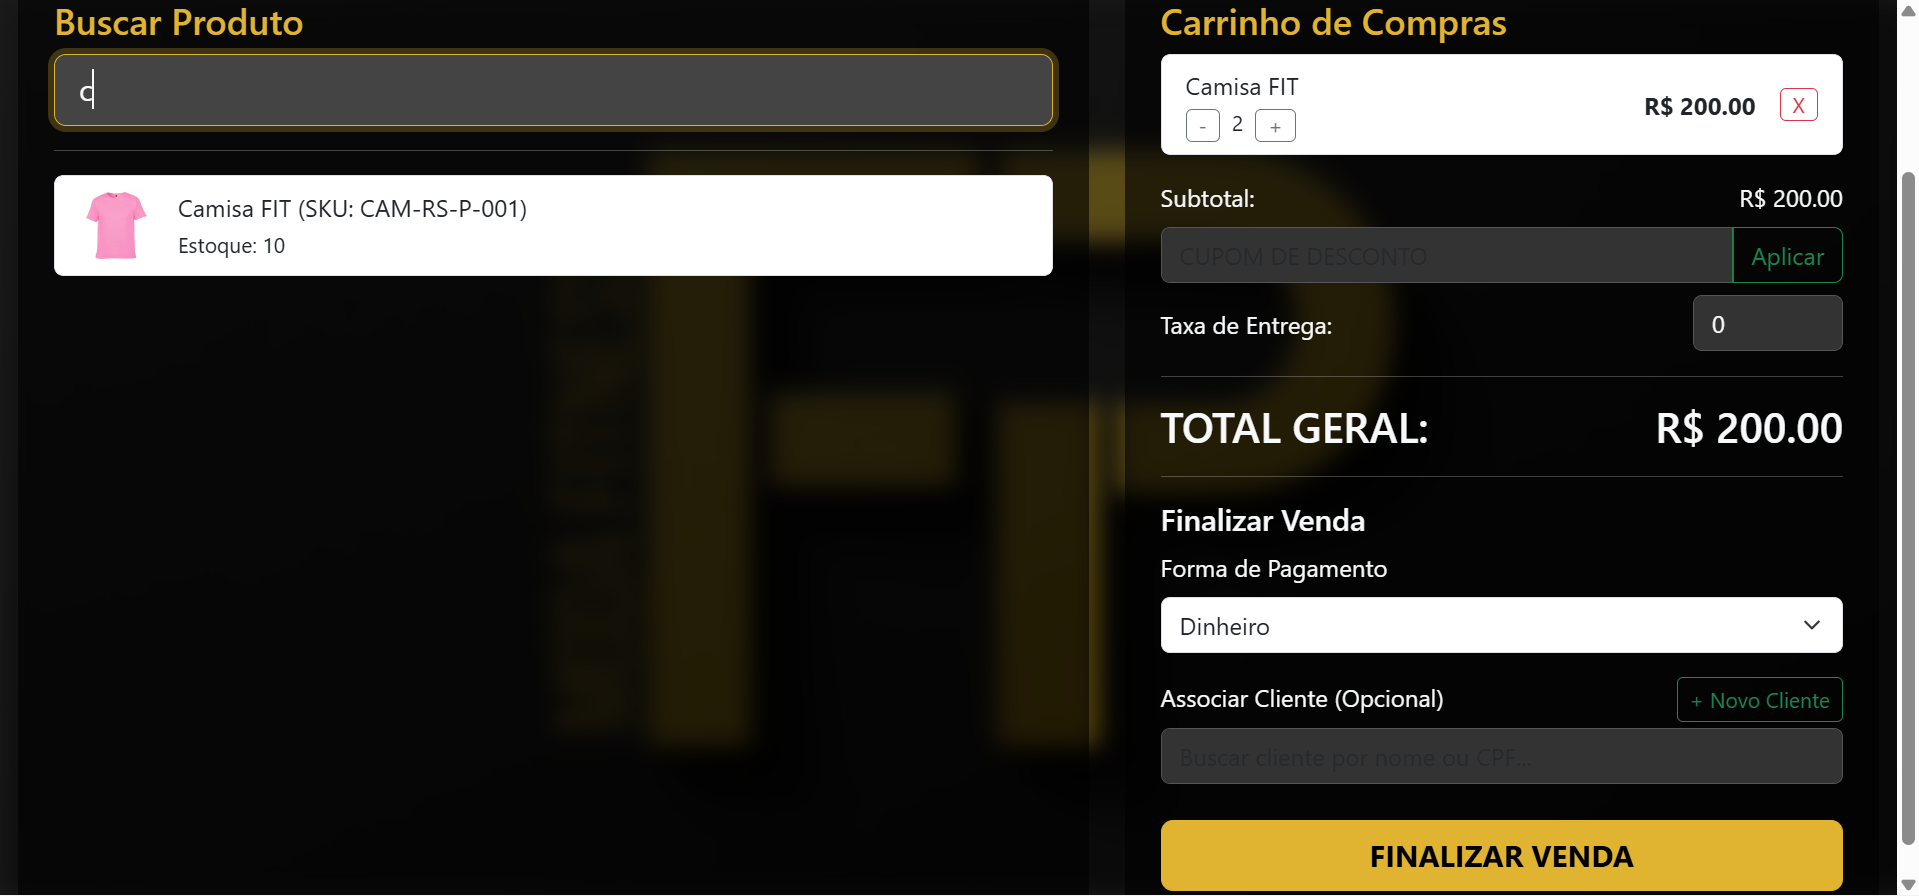 Buscar Produto
c
Camisa FIT (SKU: CAM-RS-P-001)
Estoque: 10
Carrinho de Compras
Camisa FIT
- 2 +
R$ 200.00
X
Subtotal:
R$ 200.00
CUPOM DE DESCONTO
Aplicar
Taxa de Entrega:
0
TOTAL GERAL:
R$ 200.00
Finalizar Venda
Forma de Pagamento
Dinheiro
Associar Cliente (Opcional)
+ Novo Cliente
Buscar cliente por nome ou CPF...
FINALIZAR VENDA